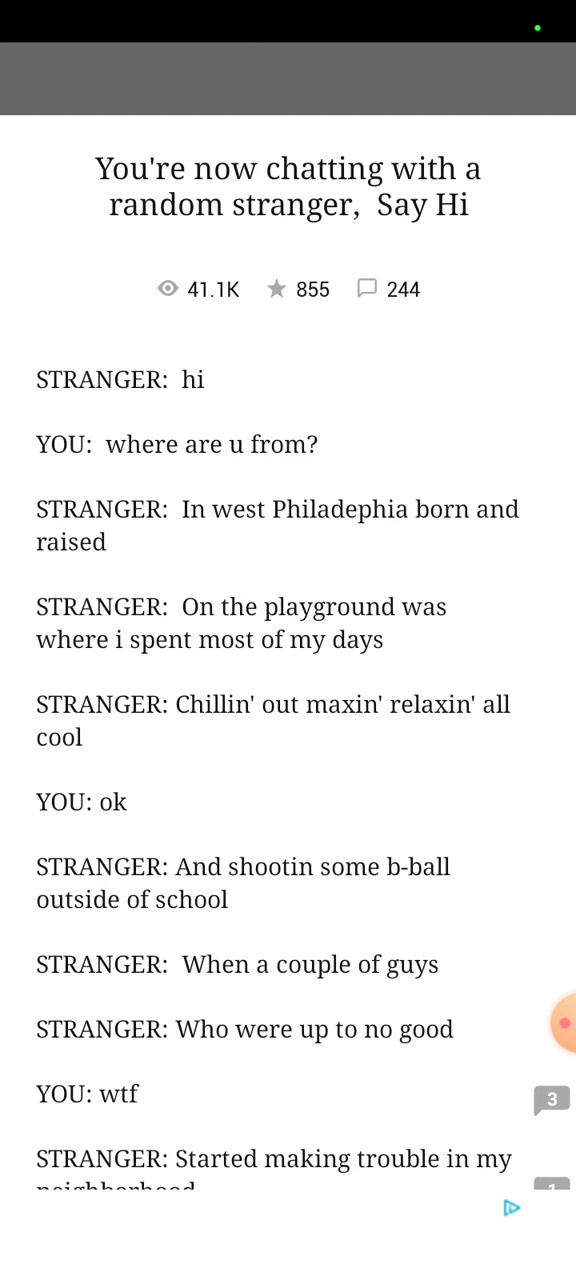 You're now chatting with a
random stranger,  Say Hi
41.1K 855 244
STRANGER:  hi
YOU:  where are u from?
STRANGER:  In west Philadephia born and
raised
STRANGER:  On the playground was
where i spent most of my days
STRANGER: Chillin' out maxin' relaxin' all
cool
YOU: ok
STRANGER: And shootin some b-ball
outside of school
STRANGER:  When a couple of guys
STRANGER: Who were up to no good
YOU: wtf
3
STRANGER: Started making trouble in my
neighborhood
1